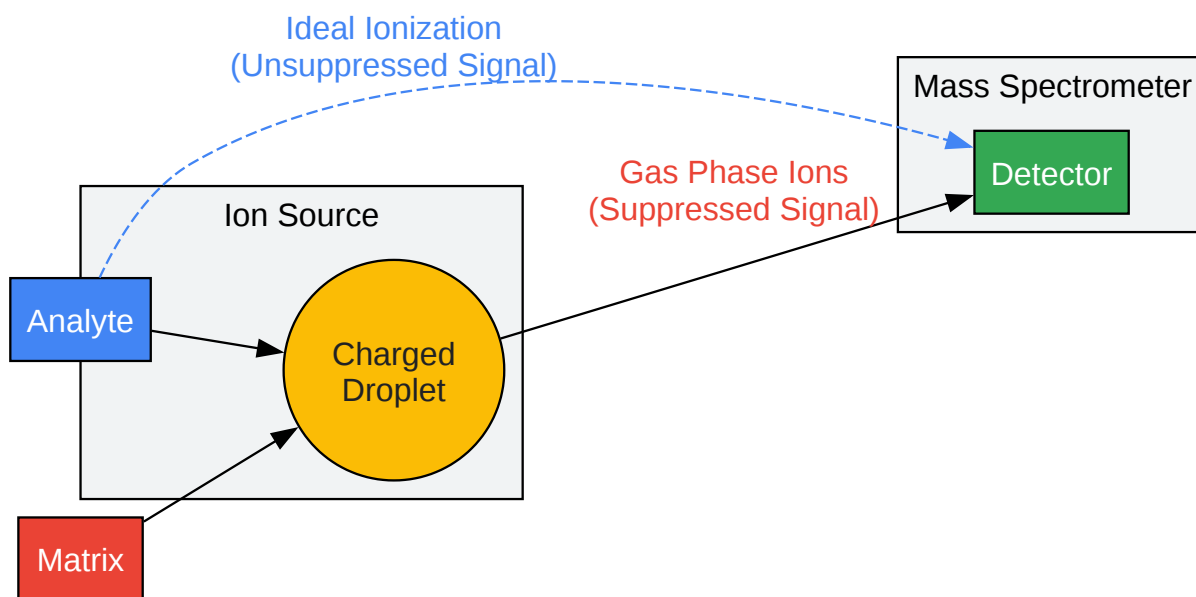 Ideal Ionization
(Unsuppressed Signal)
Mass Spectrometer
Detector
Gas Phase Ions
(Suppressed Signal)
Ion Source
Analyte
Charged
Droplet
Matrix